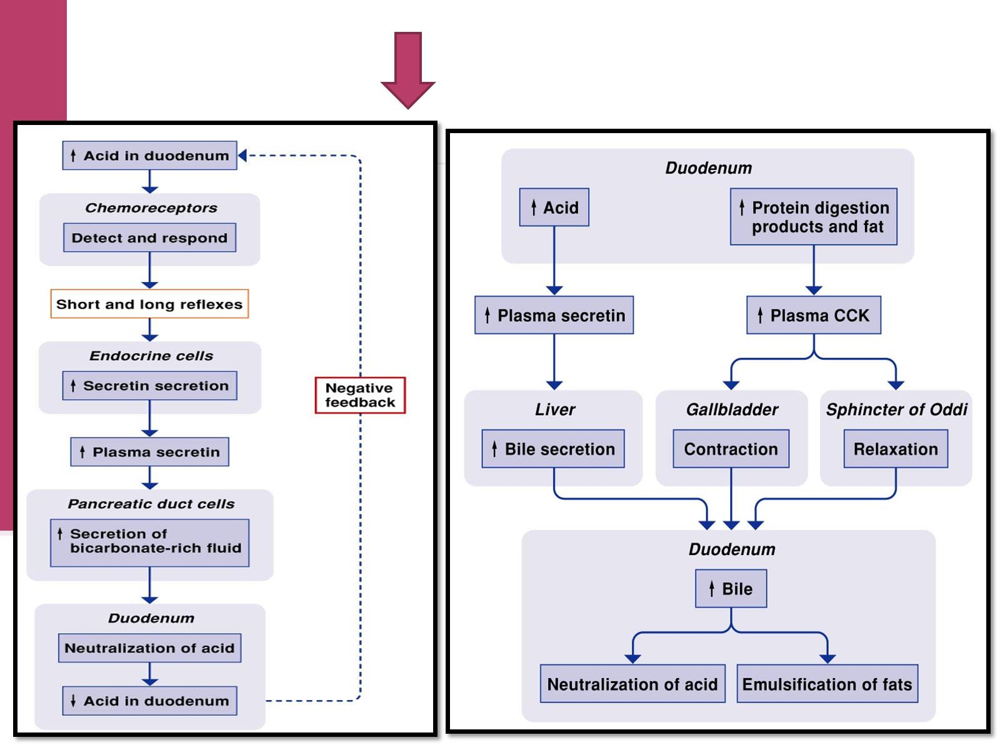 ↑ Acid in duodenum
Chemoreceptors
Detect and respond
Short and long reflexes
Endocrine cells
↑ Secretin secretion
Negative
feedback
↑ Plasma secretin
Pancreatic duct cells
↑ Secretion of
bicarbonate-rich fluid
Duodenum
Neutralization of acid
↓ Acid in duodenum
Duodenum
↑ Acid
↑ Protein digestion
products and fat
↑ Plasma secretin
↑ Plasma CCK
Liver
↑ Bile secretion
Gallbladder
Contraction
Sphincter of Oddi
Relaxation
Duodenum
↑ Bile
Neutralization of acid
Emulsification of fats